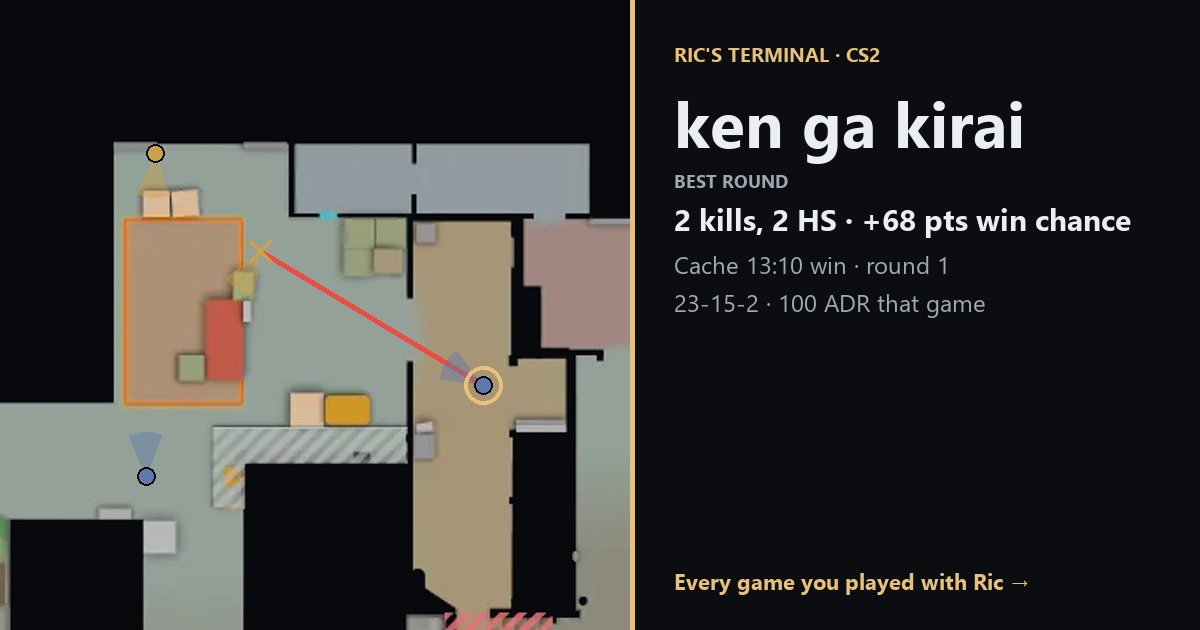 RIC'S TERMINAL · CS2
ken ga kirai
BEST ROUND
2 kills, 2 HS · +68 pts win chance
Cache 13:10 win · round 1
23-15-2 · 100 ADR that game
Every game you played with Ric →